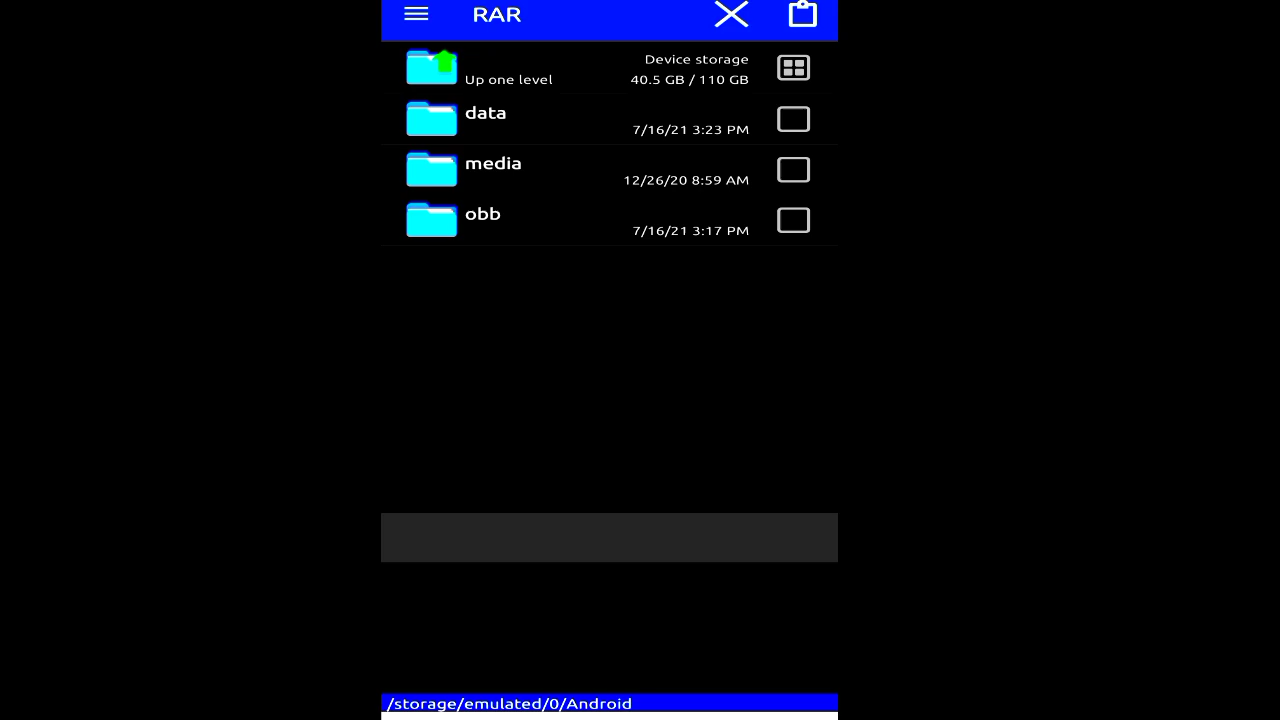 RAR
Device storage
Up one level 40.5 GB / 110 GB
data
7/16/21 3:23 PM
media
12/26/20 8:59 AM
obb
7/16/21 3:17 PM
/storage/emulated/0/Android